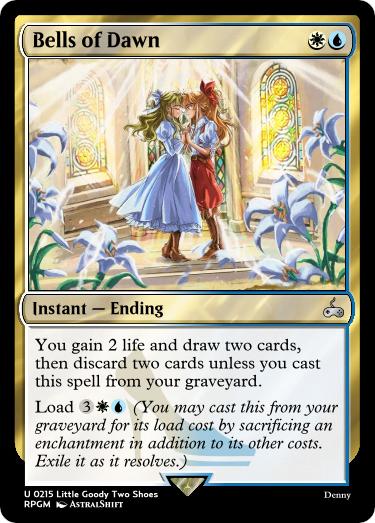 Bells of Dawn
Instant — Ending
You gain 2 life and draw two cards,
then discard two cards unless you cast
this spell from your graveyard.
Load 3 (You may cast this from your
graveyard for its load cost by sacrificing an
enchantment in addition to its other costs.
Exile it as it resolves.)
U 0215 Little Goody Two Shoes
RPGM AstralShift
Denny